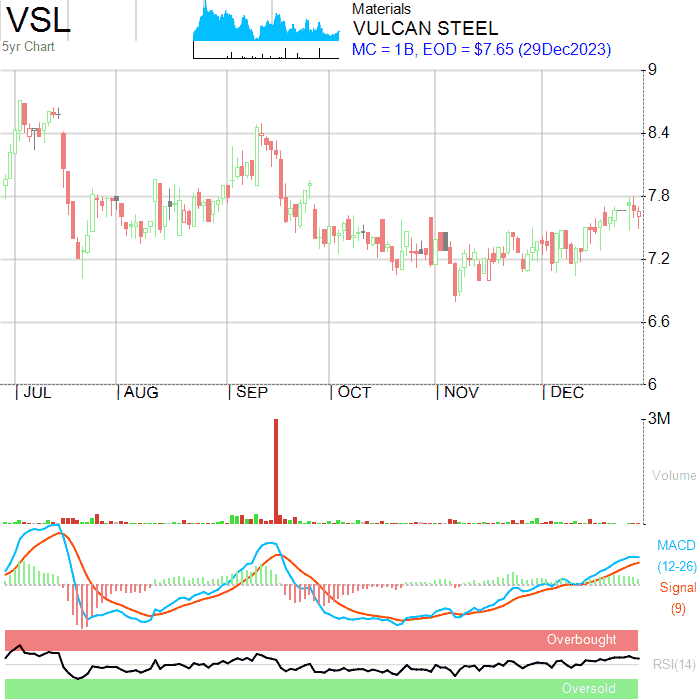 VSL
5yr Chart
Materials
VULCAN STEEL
MC = 1B, EOD = $7.65 (29Dec2023)
9
8.4
7.8
7.2
6.6
6
JUL AUG SEP OCT NOV DEC
3M
Volume
MACD
(12-26)
Signal
(9)
Overbought
RSI(14)
Oversold